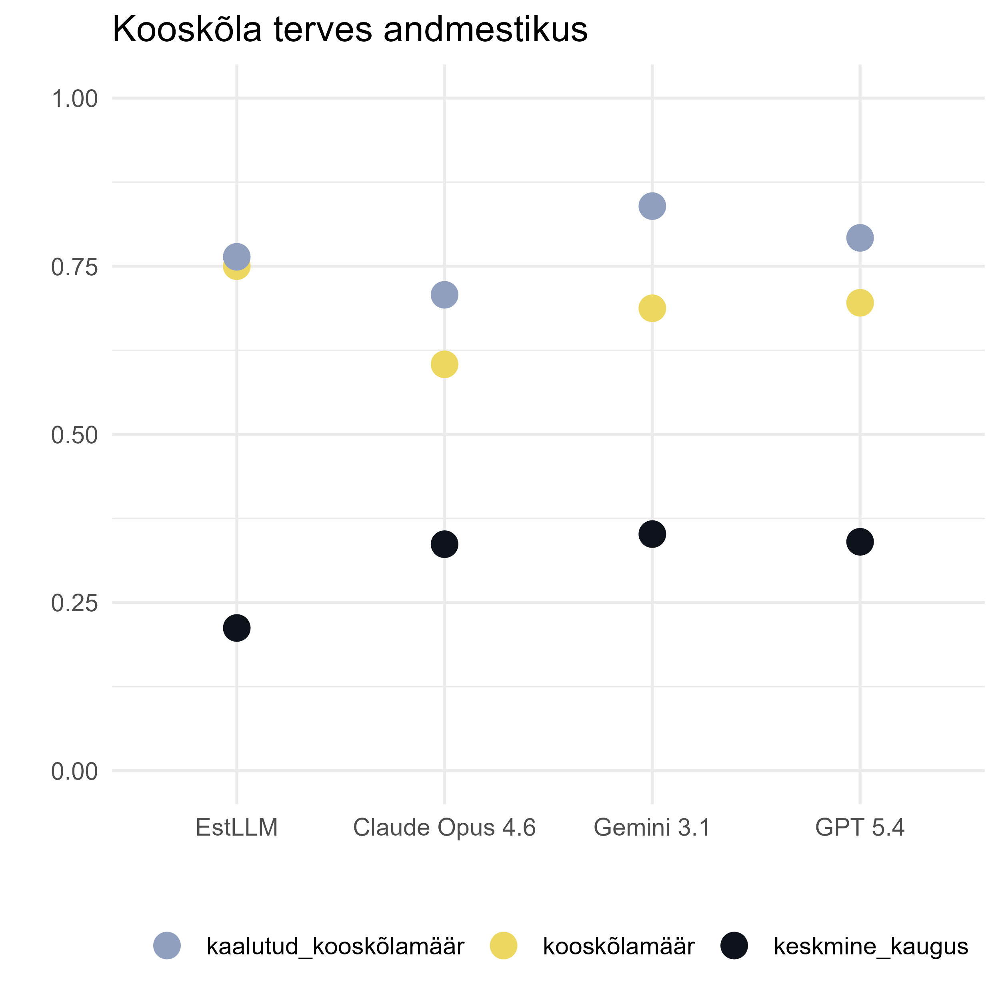 Kooskõla terves andmestikus
1.00
0.75
0.50
0.25
0.00
EstLLM Claude Opus 4.6 Gemini 3.1 GPT 5.4
kaalutud_kooskõlamäär kooskõlamäär keskmine_kaugus